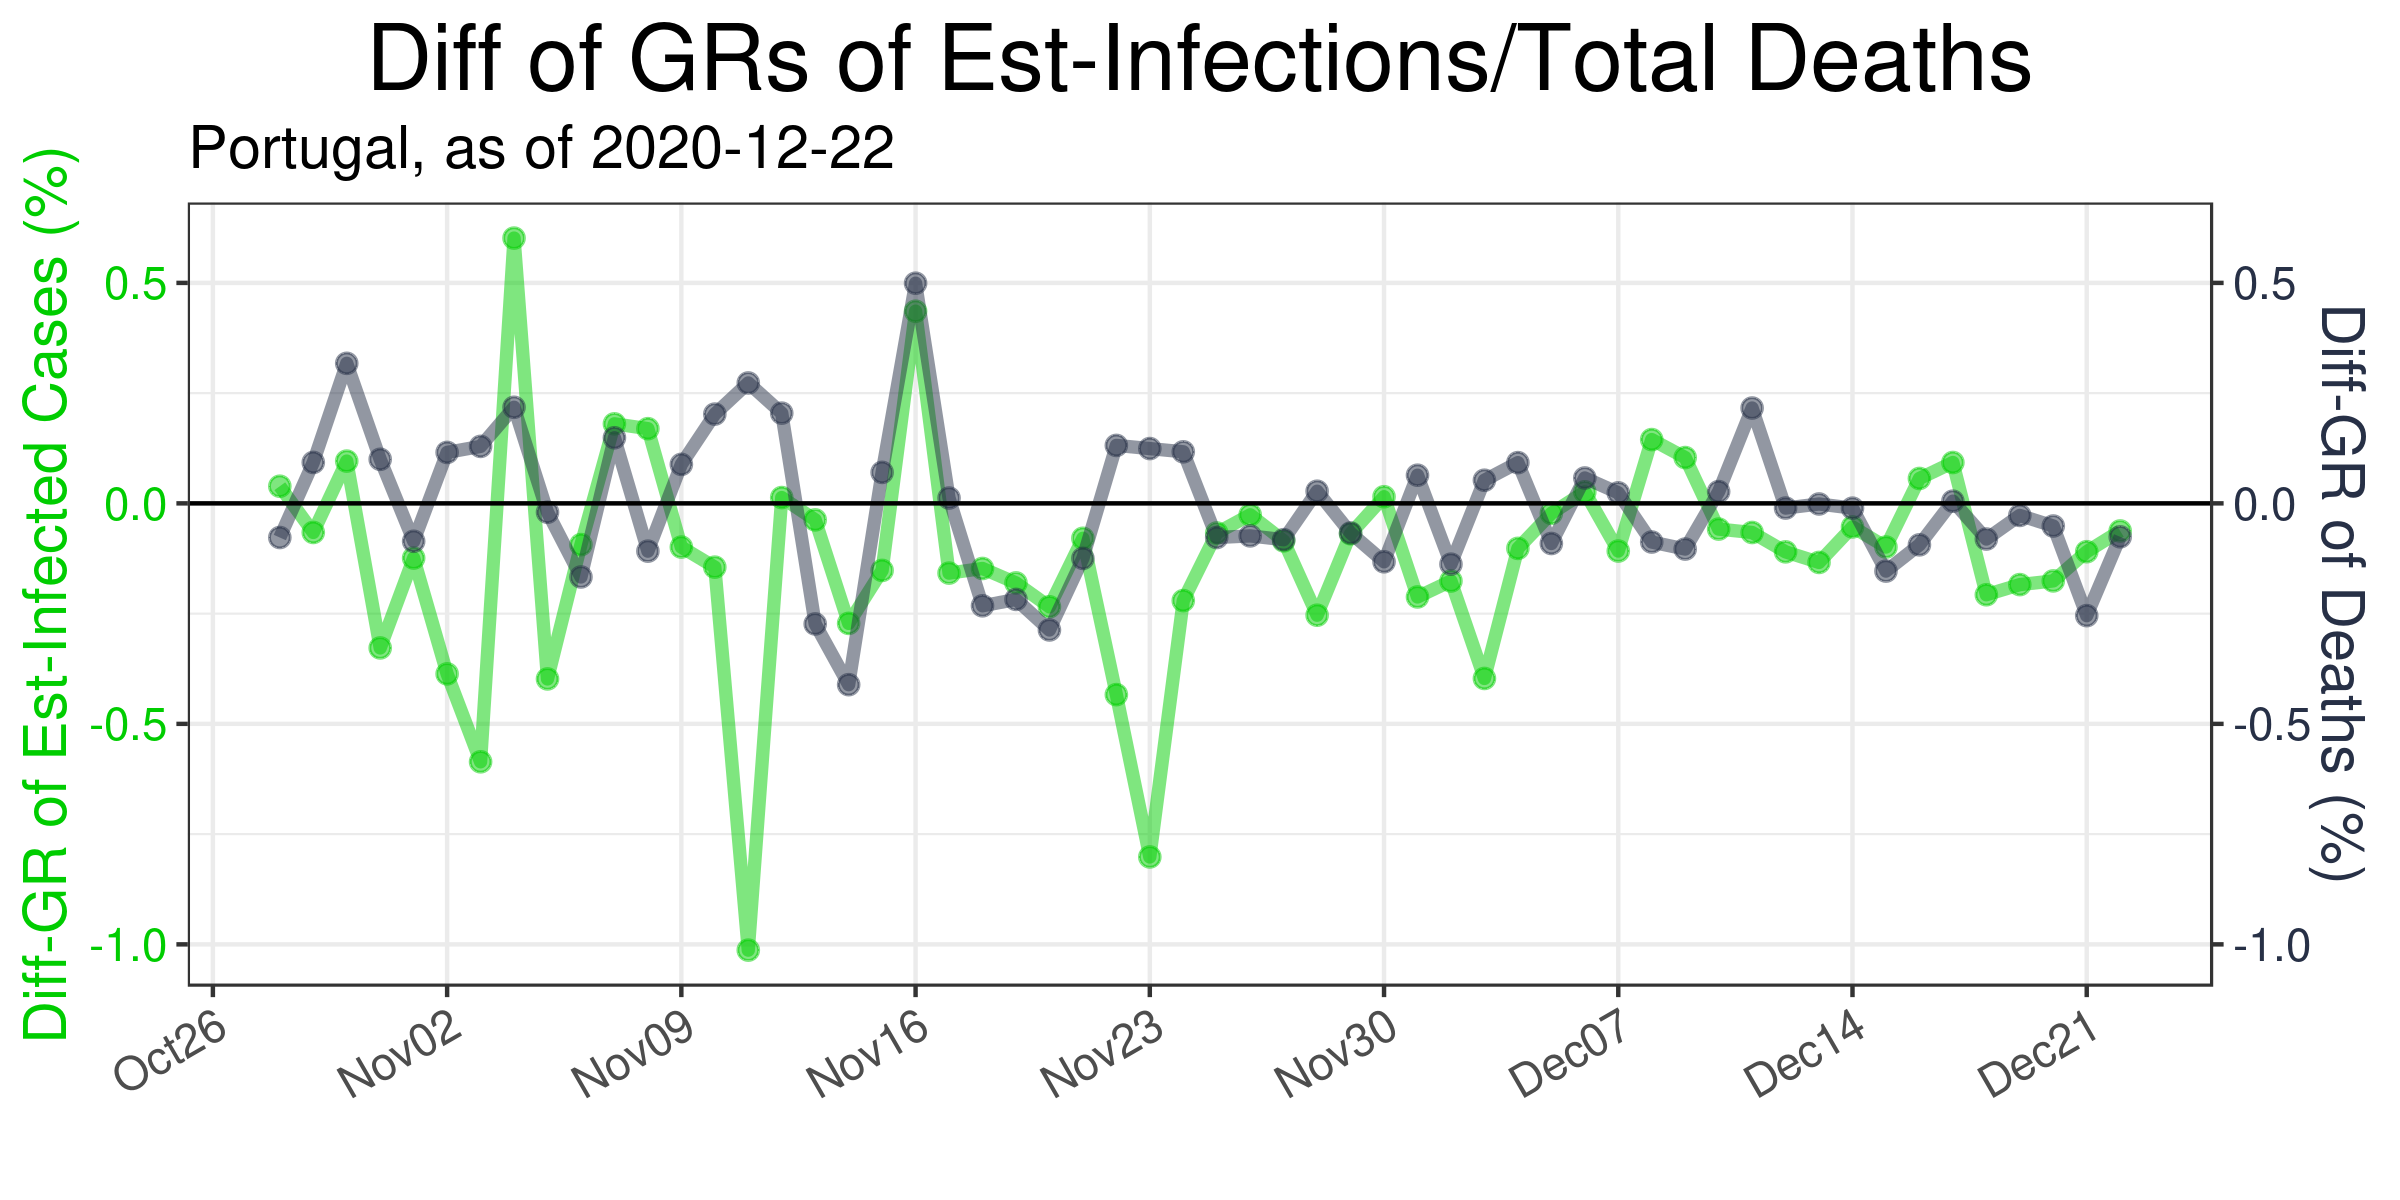 Diff of GRs of Est-Infections/Total Deaths
Portugal, as of 2020-12-22
Diff-GR of Est-Infected Cases (%)
0.5
0.0
-0.5
-1.0
0.5
0.0
-0.5
-1.0
Diff-GR of Deaths (%)
Oct26
Nov02
Nov09
Nov16
Nov23
Nov30
Dec07
Dec14
Dec21